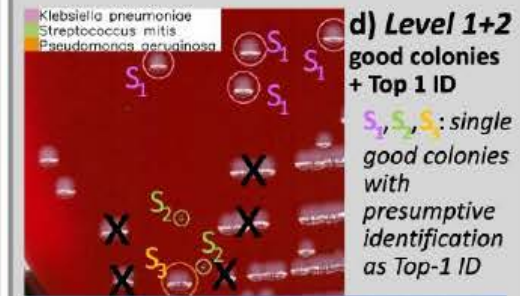 Klebsiella pneumoniae
Streptococcus mitis
Pseudomonas aeruginosa
S1
S1
S1
S1
X
S2
X
X
S2
S3
X
X
d) Level 1+2
good colonies
+ Top 1 ID
S1,S2,S3: single
good colonies
with
presumptive
identification
as Top-1 ID